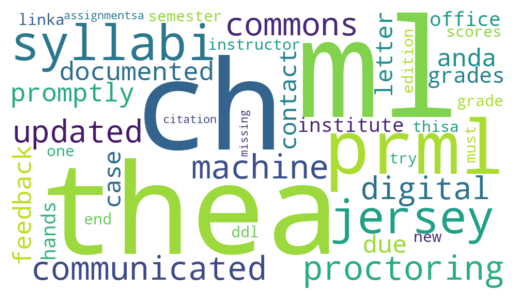 linka assignmentsa semester commons office scores
syllabi instructor letter edition anda
documented contact grades
promptly ch ml grade
updated citation missing institute thisa must
feedback one case machine prml try
hands thea digital
end ddl jersey
due new
communicated proctoring